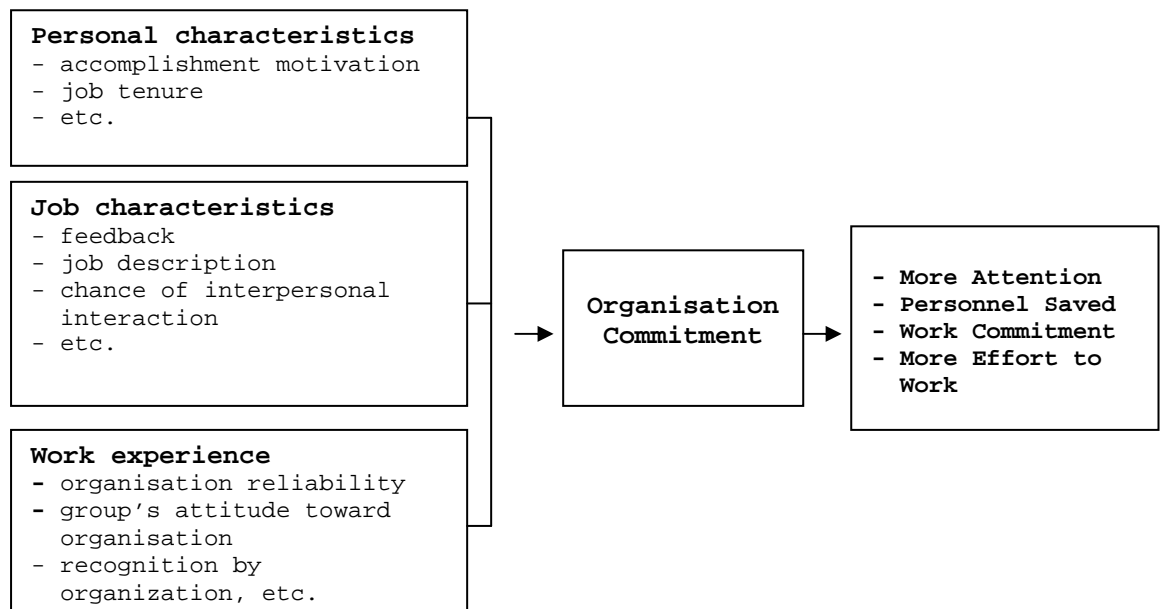 Personal characteristics
- accomplishment motivation
- job tenure
- etc.
Job characteristics
- feedback
- job description
- chance of interpersonal
interaction
- etc.
Work experience
- organisation reliability
- group's attitude toward
organisation
- recognition by
organization, etc.
Organisation
Commitment
- More Attention
- Personnel Saved
- Work Commitment
- More Effort to
Work